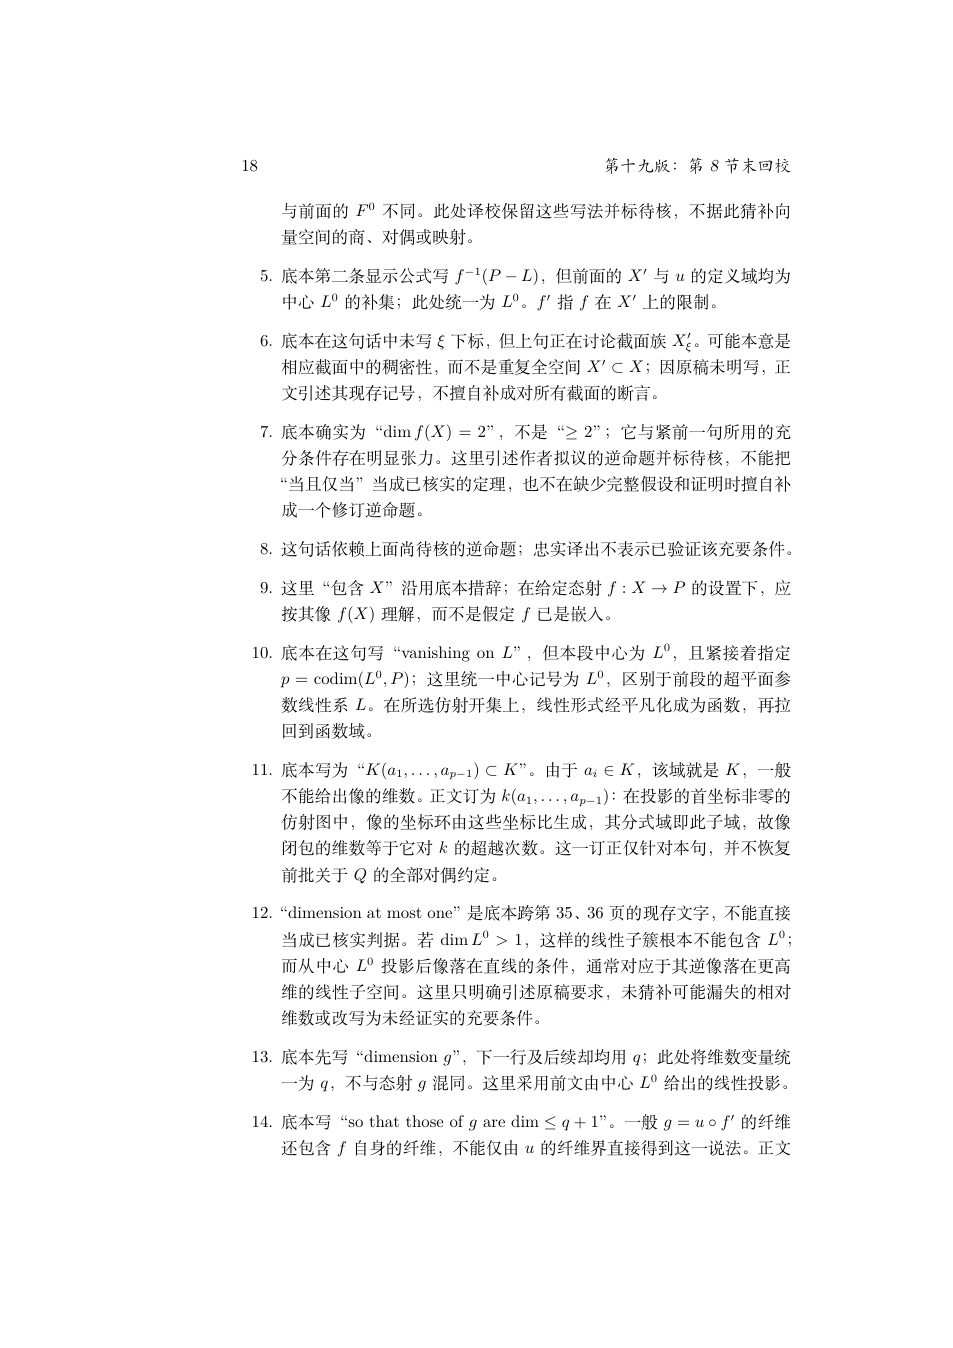 18 第十九版：第 8 节末回校
与前面的 F⁰ 不同。此处译校保留这些写法并标待核，不据此猜补向
量空间的商、对偶或映射。
5. 底本第二条显示公式写 f⁻¹(P − L)，但前面的 X′ 与 u 的定义域均为
中心 L⁰ 的补集；此处统一为 L⁰。f′ 指 f 在 X′ 上的限制。
6. 底本在这句话中未写 ξ 下标，但上句正在讨论截面族 X′_ξ。可能本意是
相应截面中的稠密性，而不是重复全空间 X′ ⊂ X；因原稿未明写，正
文引述其现存记号，不擅自补成对所有截面的断言。
7. 底本确实为 “dim f(X) = 2”，不是 “≥ 2”；它与紧前一句所用的充
分条件存在明显张力。这里引述作者拟议的逆命题并标待核，不能把
“当且仅当” 当成已核实的定理，也不在缺少完整假设和证明时擅自补
成一个修订逆命题。
8. 这句话依赖上面尚待核的逆命题；忠实译出不表示已验证该充要条件。
9. 这里 “包含 X” 沿用底本措辞；在给定态射 f : X → P 的设置下，应
按其像 f(X) 理解，而不是假定 f 已是嵌入。
10. 底本在这句写 “vanishing on L”，但本段中心为 L⁰，且紧接着指定
p = codim(L⁰, P)；这里统一中心记号为 L⁰，区别于前段的超平面参
数线性系 L。在所选仿射开集上，线性形式经平凡化成为函数，再拉
回到函数域。
11. 底本写为 “K(a₁, . . . , aₚ₋₁) ⊂ K”。由于 aᵢ ∈ K，该域就是 K，一般
不能给出像的维数。正文订为 k(a₁, . . . , aₚ₋₁)：在投影的首坐标非零的
仿射图中，像的坐标环由这些坐标比生成，其分式域即此子域，故像
闭包的维数等于它对 k 的超越次数。这一订正仅针对本句，并不恢复
前批关于 Q 的全部对偶约定。
12. “dimension at most one” 是底本跨第 35、36 页的现存文字，不能直接
当成已核实判据。若 dim L⁰ > 1，这样的线性子簇根本不能包含 L⁰；
而从中心 L⁰ 投影后像落在直线的条件，通常对应于其逆像落在更高
维的线性子空间。这里只明确引述原稿要求，未猜补可能漏失的相对
维数或改写为未经证实的充要条件。
13. 底本先写 “dimension g”，下一行及后续却均用 q；此处将维数变量统
一为 q，不与态射 g 混同。这里采用前文由中心 L⁰ 给出的线性投影。
14. 底本写 “so that those of g are dim ≤ q + 1”。一般 g = u ∘ f′ 的纤维
还包含 f 自身的纤维，不能仅由 u 的纤维界直接得到这一说法。正文